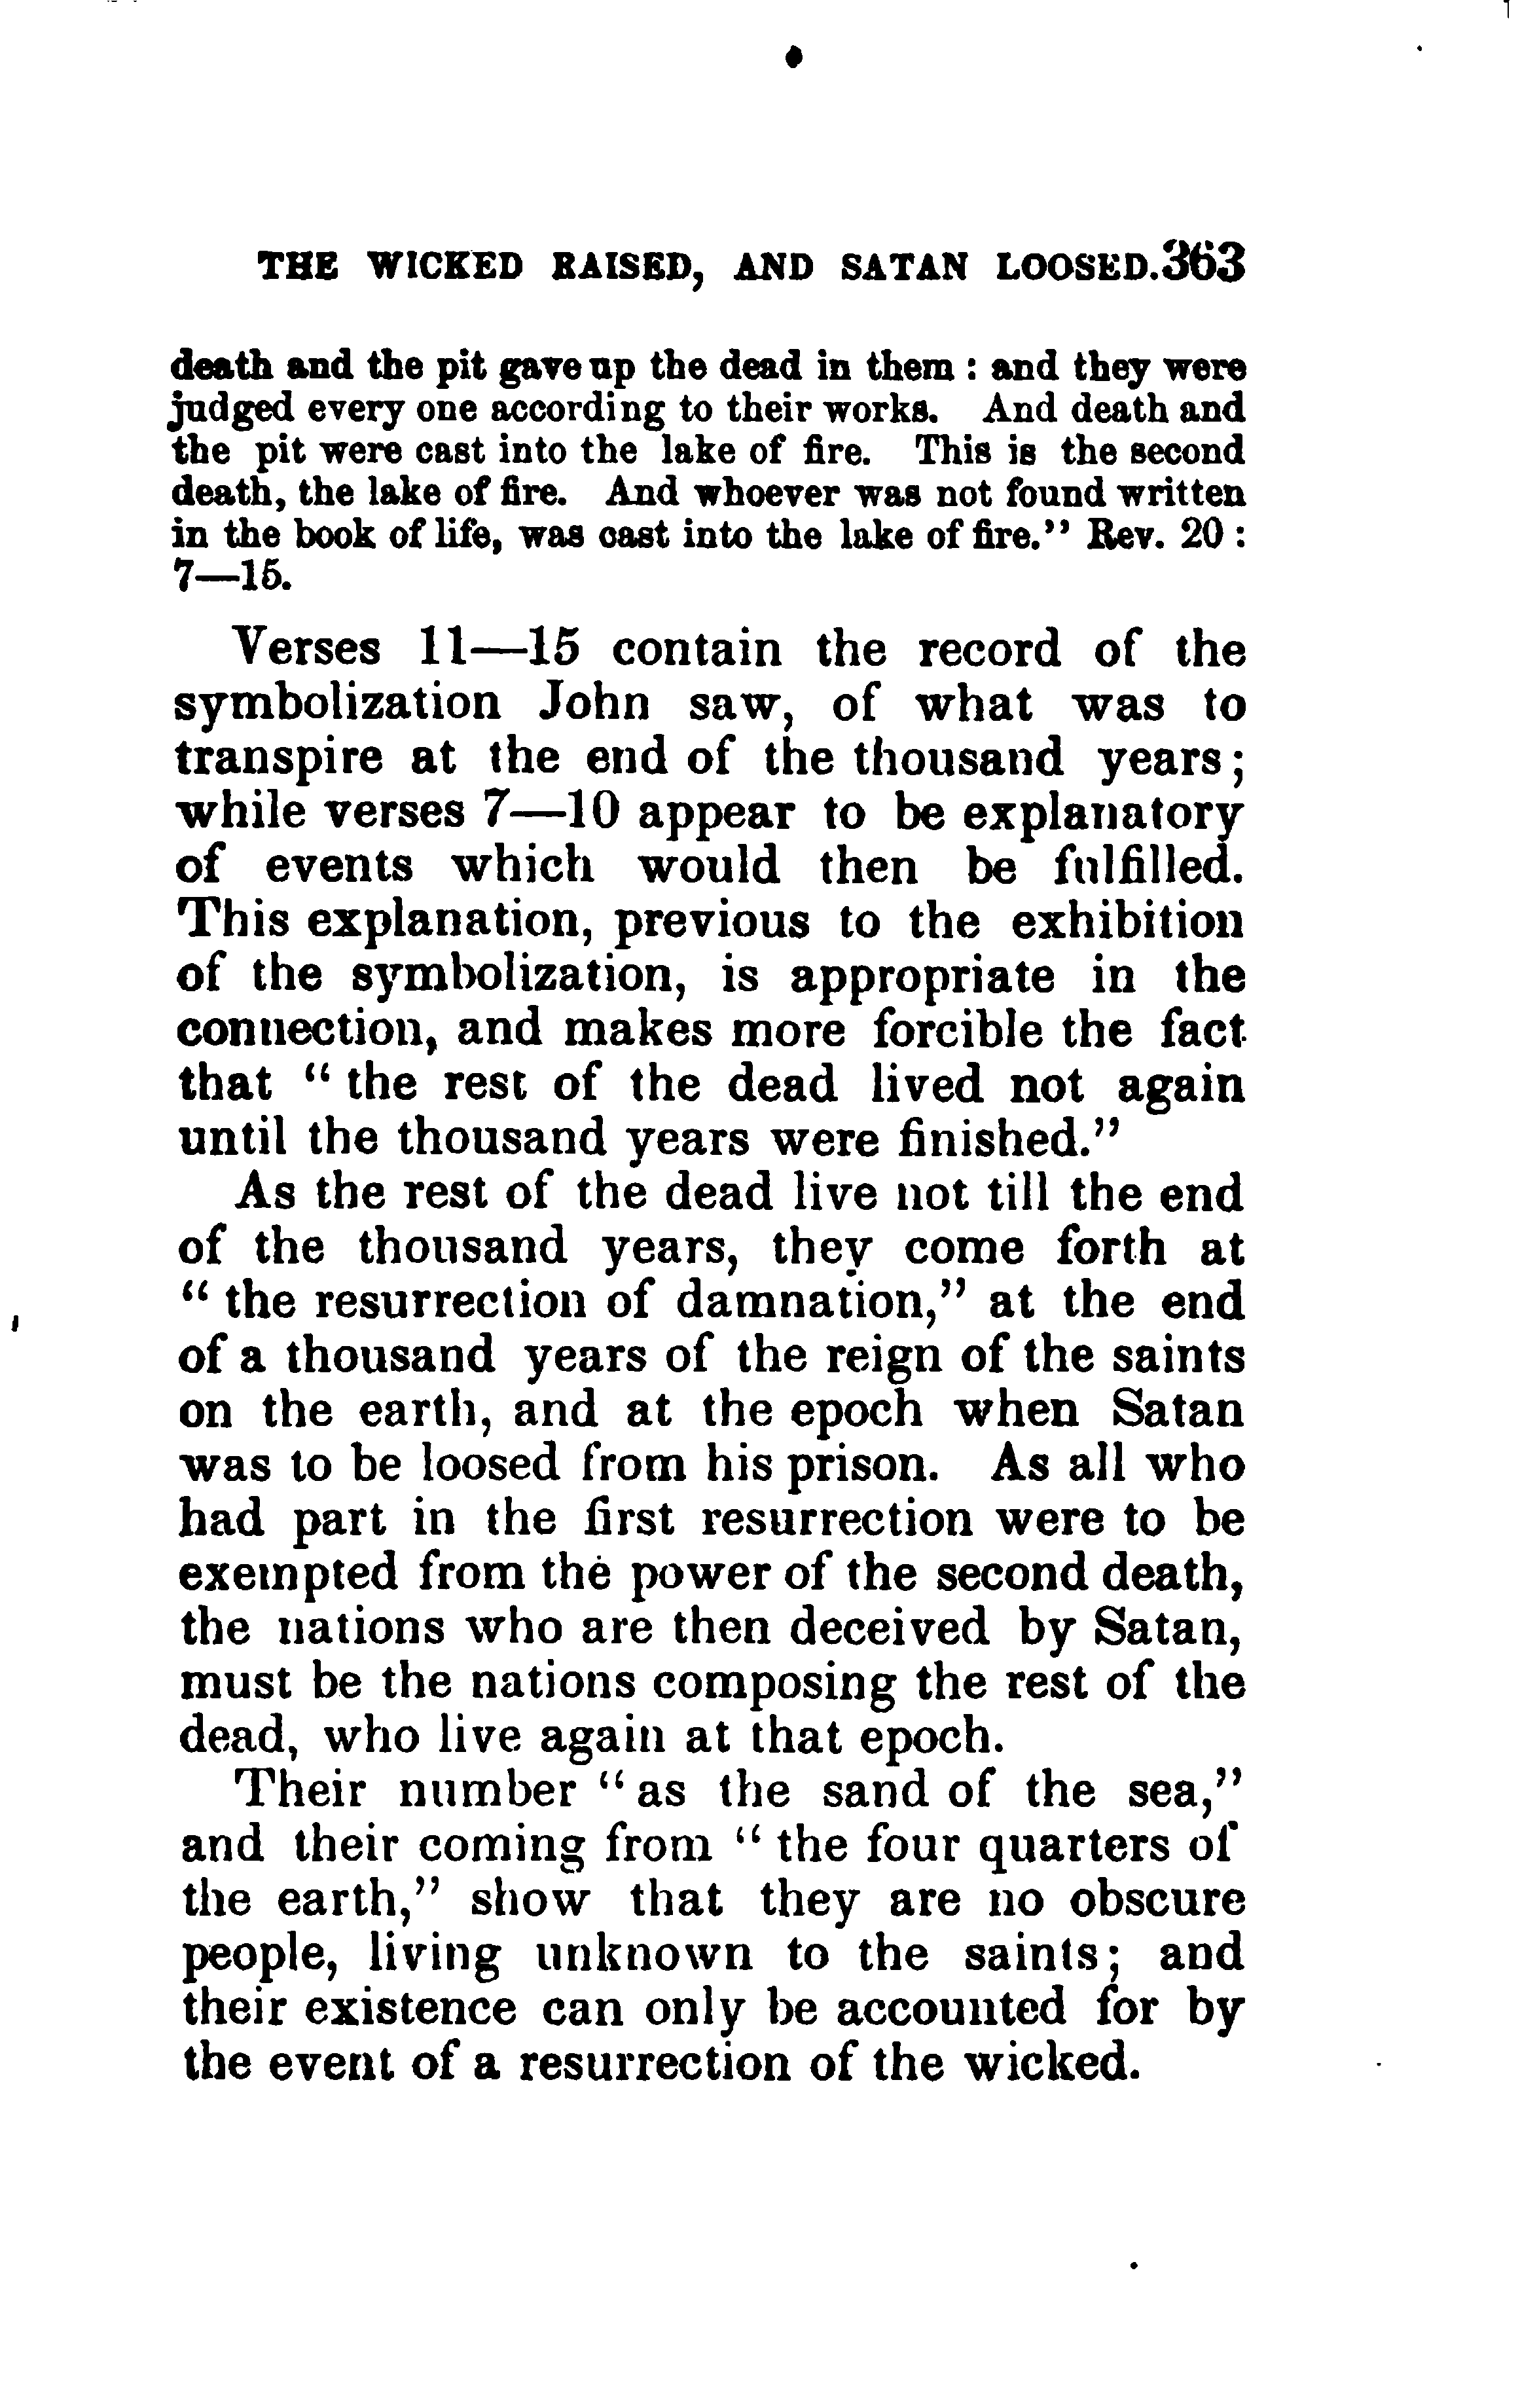 THE WICKED RAISED, AND SATAN LOOSED. 363
death and the pit gave up the dead in them : and they were
judged every one according to their works. And death and
the pit were cast into the lake of fire. This is the second
death, the lake of fire. And whoever was not found written
in the book of life, was cast into the lake of fire.” Rev. 20 :
7—15.
Verses 11—15 contain the record of the
symbolization John saw, of what was to
transpire at the end of the thousand years;
while verses 7—10 appear to be explanatory
of events which would then be fulfilled.
This explanation, previous to the exhibition
of the symbolization, is appropriate in the
connection, and makes more forcible the fact
that “ the rest of the dead lived not again
until the thousand years were finished.”
As the rest of the dead live not till the end
of the thousand years, they come forth at
“ the resurrection of damnation,” at the end
of a thousand years of the reign of the saints
on the earth, and at the epoch when Satan
was to be loosed from his prison. As all who
had part in the first resurrection were to be
exempted from the power of the second death,
the nations who are then deceived by Satan,
must be the nations composing the rest of the
dead, who live again at that epoch.
Their number “ as the sand of the sea,”
and their coming from “ the four quarters of
the earth,” show that they are no obscure
people, living unknown to the saints; and
their existence can only be accounted for by
the event of a resurrection of the wicked.